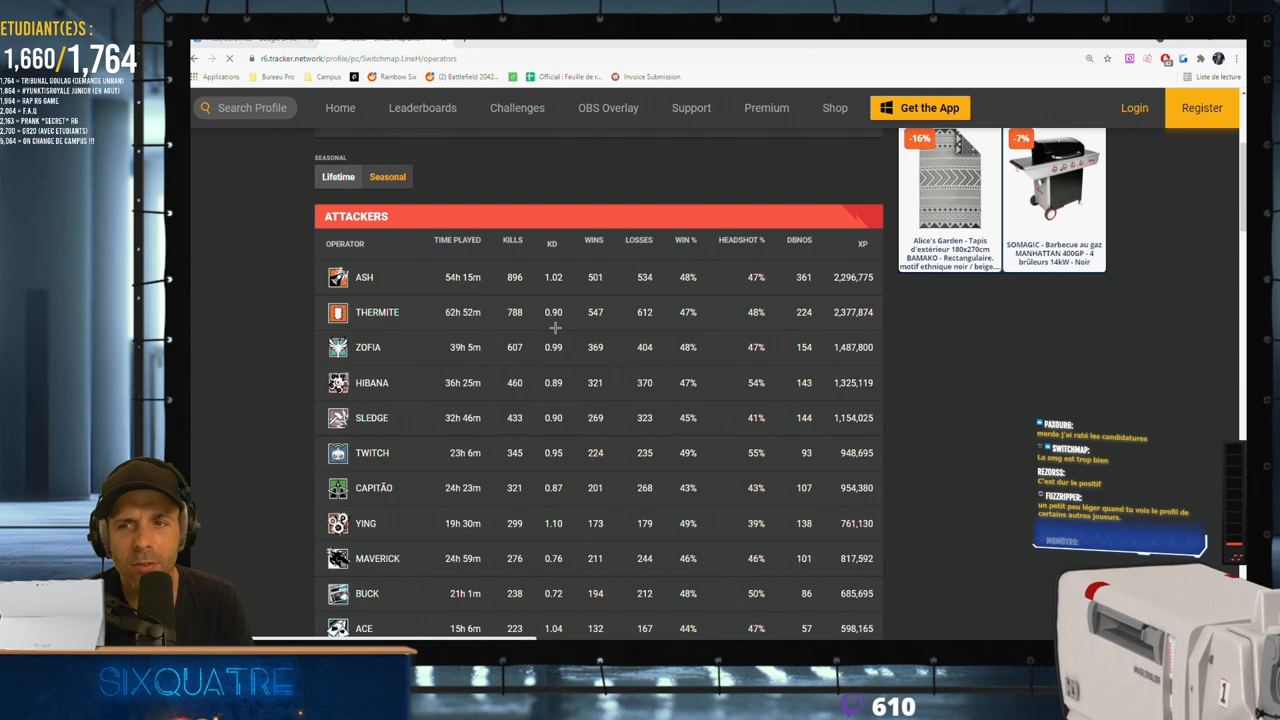 ETUDIANT(E)S :
1,660/1,764
1,764 = TRIBUNAL GOULAG (DEMANDE UNBAN)
1,864 = #YUNKTISROYALE JUNIOR (EN AOUT)
1,964 = RAP R6 GAME
2,064 = F.A.Q
2,163 = PRANK "SECRET" R6
2,700 = GR20 (AVEC ETUDIANTS)
5,064 = ON CHANGE DE CAMPUS !!!
r6.tracker.network/profile/pc/Switchmap.LineH/operators
Applications Bureau Pro Campus Rainbow Six (2) Battlefield 2042... Official : Feuille de r... Invoice Submission Liste de lecture
Search Profile Home Leaderboards Challenges OBS Overlay Support Premium Shop Get the App Login Register
SEASONAL
Lifetime Seasonal
ATTACKERS
OPERATOR TIME PLAYED KILLS KD WINS LOSSES WIN % HEADSHOT % DBNOS XP
ASH 54h 15m 896 1.02 501 534 48% 47% 361 2,296,775
THERMITE 62h 52m 788 0.90 547 612 47% 48% 224 2,377,874
ZOFIA 39h 5m 607 0.99 369 404 48% 47% 154 1,487,800
HIBANA 36h 25m 460 0.89 321 370 47% 54% 143 1,325,119
SLEDGE 32h 46m 433 0.90 269 323 45% 41% 144 1,154,025
TWITCH 23h 6m 345 0.95 224 235 49% 55% 93 948,695
CAPITÃO 24h 23m 321 0.87 201 268 43% 43% 107 954,380
YING 19h 30m 299 1.10 173 179 49% 39% 138 761,130
MAVERICK 24h 59m 276 0.76 211 244 46% 46% 101 817,592
BUCK 21h 1m 238 0.72 194 212 48% 50% 86 685,695
ACE 15h 6m 223 1.04 132 167 44% 47% 57 598,165
-16%
Alice's Garden - Tapis
d'extérieur 180x270cm
BAMAKO - Rectangulaire.
motif ethnique noir / beige...
-7%
SOMAGIC - Barbecue au gaz
MANHATTAN 400GP - 4
brûleurs 14kW - Noir
PAXOURG:
merde j'ai raté les candidatures
SWITCHMAP:
La smg est trop bien
REZORSS:
C'est dur le positif
FUZZRIPPER:
un petit peu léger quand tu vois le profil de
certains autres joueurs.
MOMOYRS:
SIXQUATRE
610
1